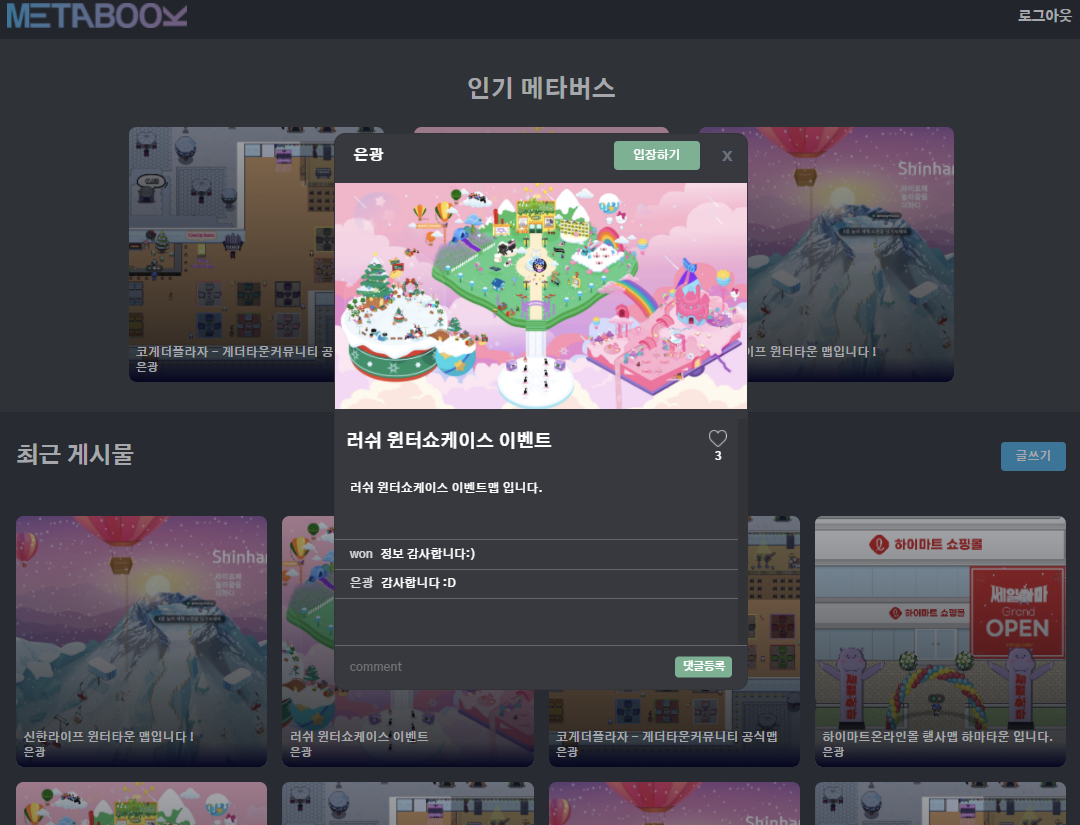 METABOOK
로그아웃
인기 메타버스
은광
입장하기
X
Shinhan
코게더플라자 - 게더타운커뮤니티 공
은광
이프 윈터타운 맵입니다 !
러쉬 윈터쇼케이스 이벤트
3
최근 게시물
글쓰기
러쉬 윈터쇼케이스 이벤트맵 입니다.
won 정보 감사합니다:)
은광 감사합니다 :D
comment
댓글등록
Shinhan
하이마트 쇼핑몰
하이마트 쇼핑몰
세일하마
Grand
OPEN
신한라이프 윈터타운 맵입니다 !
은광
러쉬 윈터쇼케이스 이벤트
은광
코게더플라자 - 게더타운커뮤니티 공식맵
은광
하이마트온라인몰 행사맵 하마타운 입니다.
은광
Shinhan